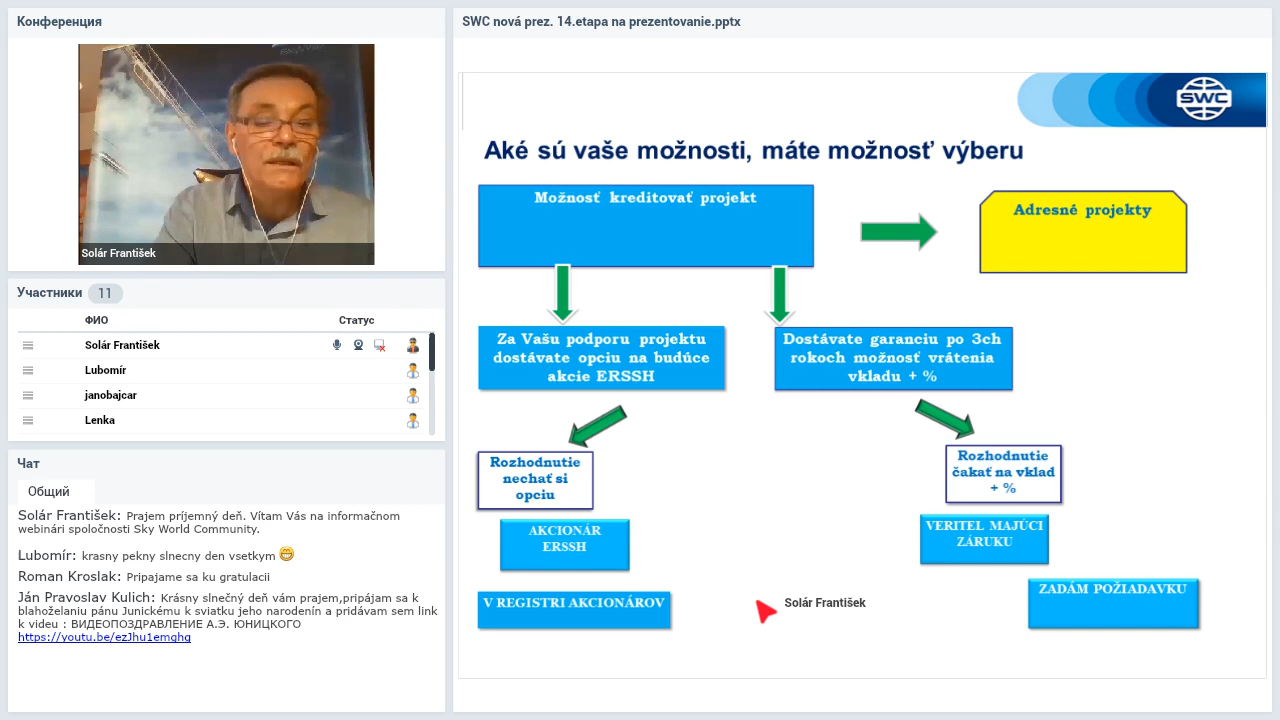 Конференция
Solár František
Участники 11
ФИО Статус
Solár František
Lubomír
janobajcar
Lenka
Чат
Общий
Solár František: Prajem príjemný deň. Vítam Vás na informačnom
webinári spoločnosti Sky World Community.
Lubomír: krasny pekny slnecny den vsetkym
Roman Kroslak: Pripajame sa ku gratulacii
Ján Pravoslav Kulich: Krásny slnečný deň vám prajem,pripájam sa k
blahoželaniu pánu Junickému k sviatku jeho narodenín a pridávam sem link
k videu : ВИДЕОПОЗДРАВЛЕНИЕ А.Э. ЮНИЦКОГО
https://youtu.be/ezJhu1emghg
SWC nová prez. 14.etapa na prezentovanie.pptx
SWC
Aké sú vaše možnosti, máte možnosť výberu
Možnosť kreditovať projekt
Adresné projekty
Za Vašu podporu projektu
dostávate opciu na budúce
akcie ERSSH
Dostávate garanciu po 3ch
rokoch možnosť vrátenia
vkladu + %
Rozhodnutie
nechať si
opciu
Rozhodnutie
čakať na vklad
+ %
AKCIONÁR
ERSSH
VERITEL MAJÚCI
ZÁRUKU
V REGISTRI AKCIONÁROV
Solár František
ZADÁM POŽIADAVKU